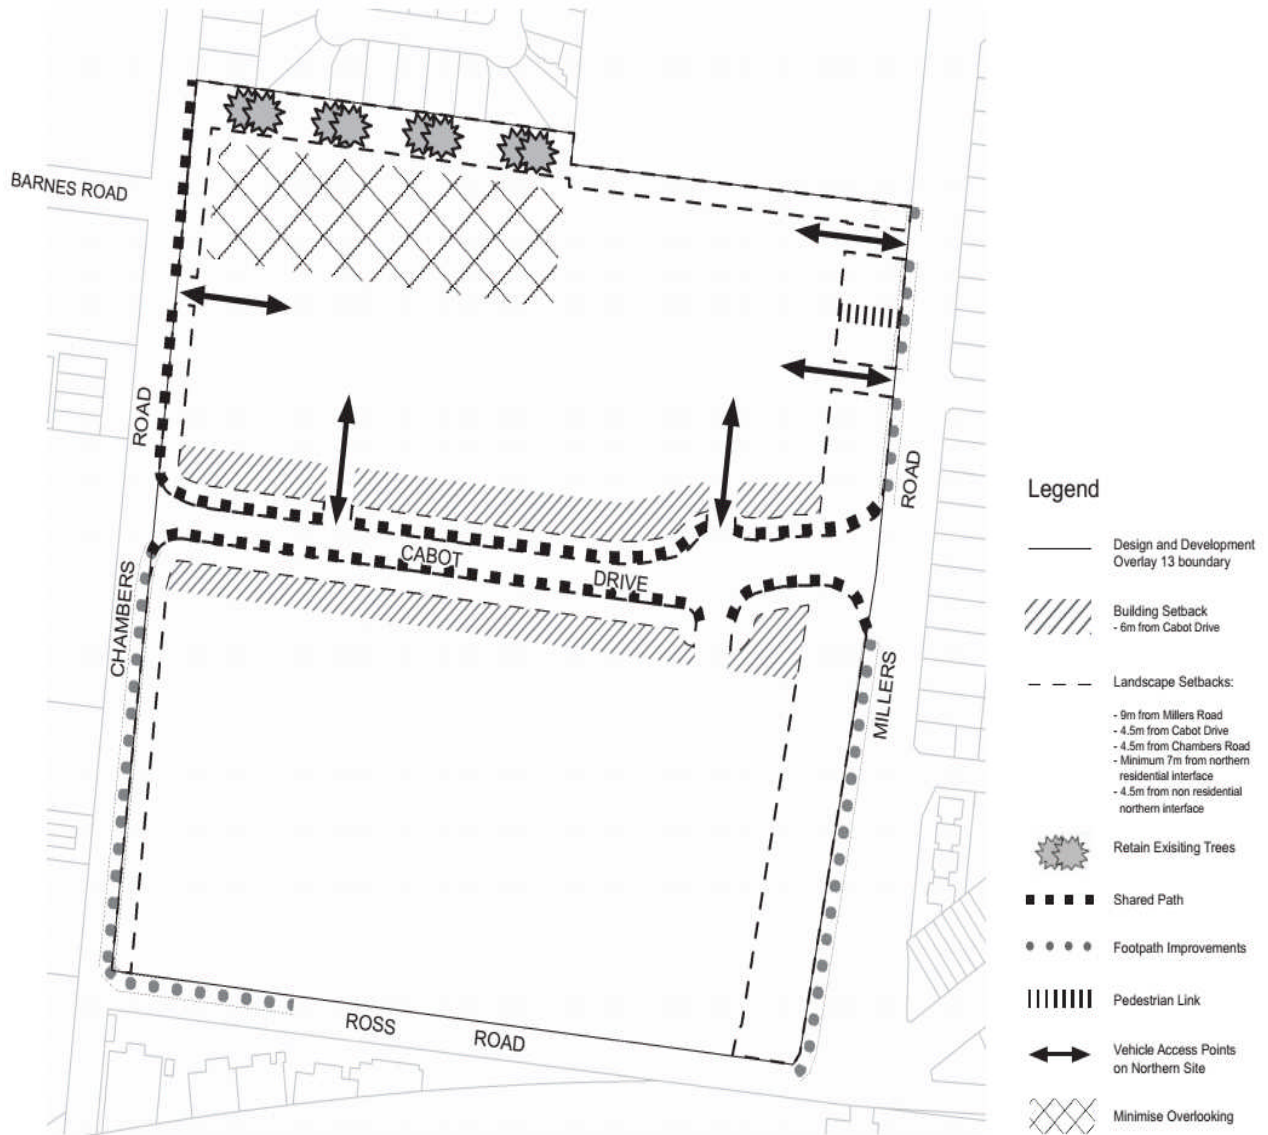 BARNES ROAD
ROAD
CHAMBERS
CABOT
DRIVE
ROAD
MILLERS
ROSS
ROAD
Legend
Design and Development
Overlay 13 boundary
Building Setback
- 6m from Cabot Drive
Landscape Setbacks:
- 9m from Millers Road
- 4.5m from Cabot Drive
- 4.5m from Chambers Road
- Minimum 7m from northern
residential interface
- 4.5m from non residential
northern interface
Retain Exisiting Trees
Shared Path
Footpath Improvements
Pedestrian Link
Vehicle Access Points
on Northern Site
Minimise Overlooking